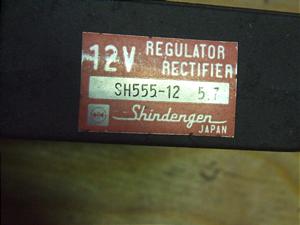 12V REGULATOR
RECTIFIER
SH555-12 5.7
Shindengen
JAPAN